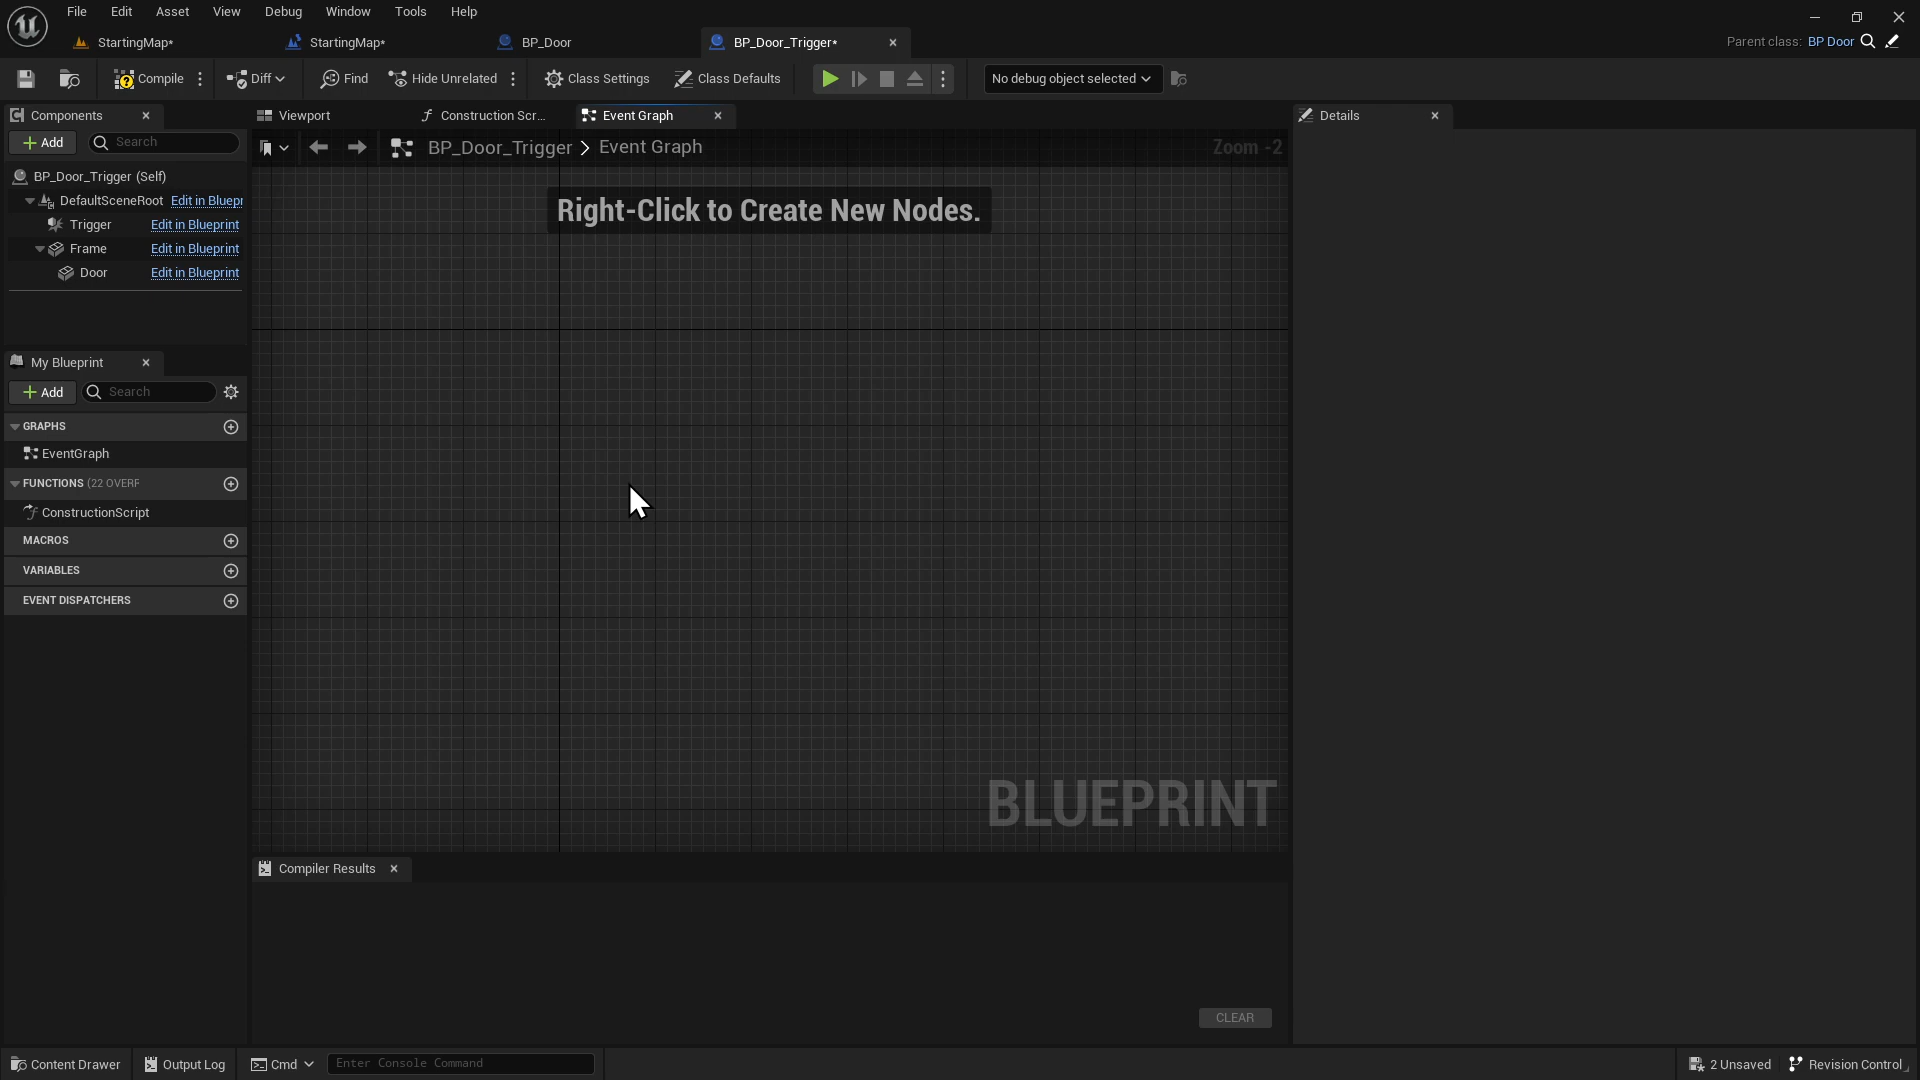 File Edit Asset View Debug Window Tools Help
StartingMap* StartingMap* BP_Door BP_Door_Trigger*
Parent class: BP Door
Compile Diff Find Hide Unrelated Class Settings Class Defaults No debug object selected
Components
Add Search
BP_Door_Trigger (Self)
DefaultSceneRoot Edit in Bluepr
Trigger Edit in Blueprint
Frame Edit in Blueprint
Door Edit in Blueprint
My Blueprint
Add Search
GRAPHS
EventGraph
FUNCTIONS (22 OVERF
ConstructionScript
MACROS
VARIABLES
EVENT DISPATCHERS
Viewport Construction Scr... Event Graph
BP_Door_Trigger > Event Graph Zoom -2
Right-Click to Create New Nodes.
BLUEPRINT
Compiler Results
CLEAR
Details
Content Drawer Output Log Cmd Enter Console Command 2 Unsaved Revision Control